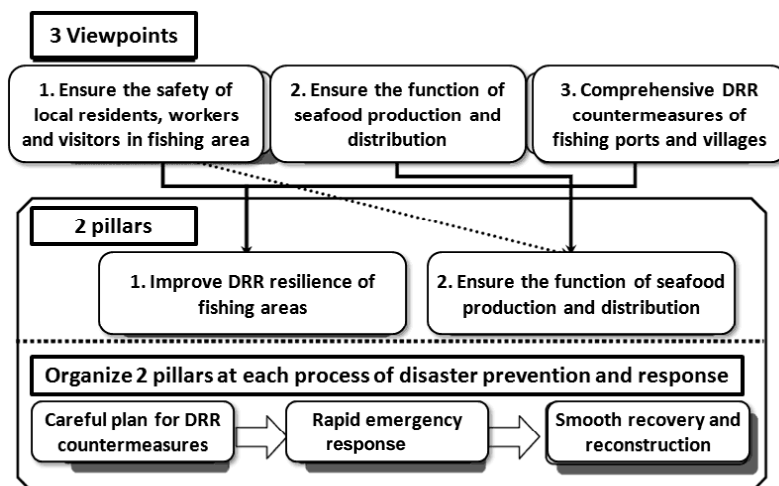 3 Viewpoints
1. Ensure the safety of
local residents, workers
and visitors in fishing area
2. Ensure the function of
seafood production and
distribution
3. Comprehensive DRR
countermeasures of
fishing ports and villages
2 pillars
1. Improve DRR resilience of
fishing areas
2. Ensure the function of seafood
production and distribution
Organize 2 pillars at each process of disaster prevention and response
Careful plan for DRR
countermeasures
Rapid emergency
response
Smooth recovery and
reconstruction